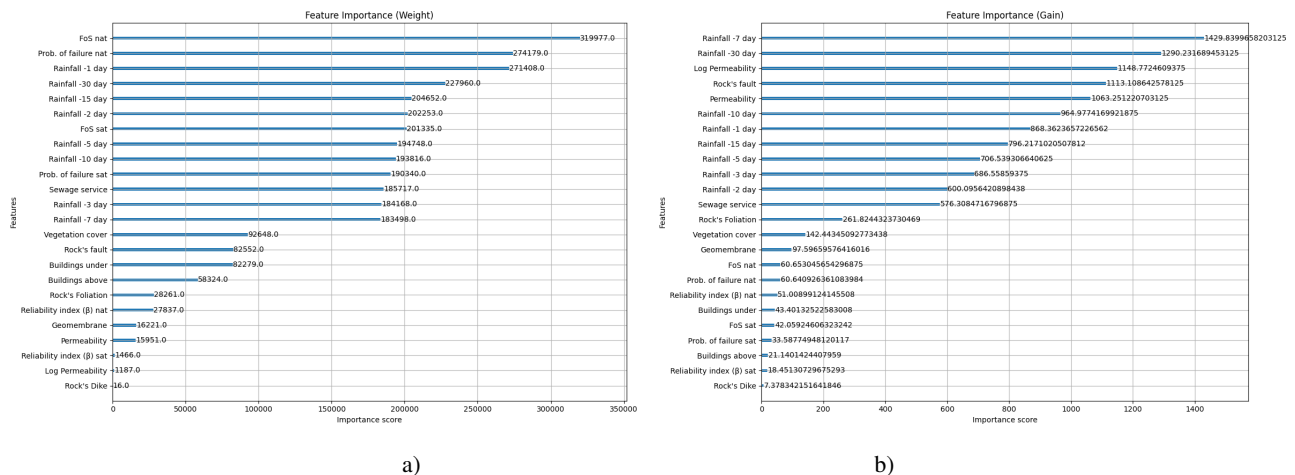 Feature Importance (Weight)
FoS nat 319977.0
Prob. of failure nat 274179.0
Rainfall -1 day 271408.0
Rainfall -30 day 227960.0
Rainfall -15 day 204652.0
Rainfall -2 day 202253.0
FoS sat 201335.0
Rainfall -5 day 194748.0
Rainfall -10 day 193816.0
Prob. of failure sat 190340.0
Sewage service 185717.0
Rainfall -3 day 184168.0
Rainfall -7 day 183498.0
Vegetation cover 92648.0
Rock's fault 82552.0
Buildings under 82279.0
Buildings above 58324.0
Rock's Foliation 28261.0
Reliability index (β) nat 27837.0
Geomembrane 16221.0
Permeability 15951.0
Reliability index (β) sat 1466.0
Log Permeability 1187.0
Rock's Dike 16.0
0 50000 100000 150000 200000 250000 300000 350000
Importance score
Features
a)
Feature Importance (Gain)
Rainfall -7 day 1429.8399658203125
Rainfall -30 day 1290.231689453125
Log Permeability 1148.7724609375
Rock's fault 1113.108642578125
Permeability 1063.251220703125
Rainfall -10 day 964.9774169921875
Rainfall -1 day 868.3623657226562
Rainfall -15 day 796.2171020507812
Rainfall -5 day 706.539306640625
Rainfall -3 day 686.55859375
Rainfall -2 day 600.0956420898438
Sewage service 576.3084716796875
Rock's Foliation 261.8244323730469
Vegetation cover 142.44345092773438
Geomembrane 97.59659576416016
FoS nat 60.653045654296875
Prob. of failure nat 60.640926361083984
Reliability index (β) nat 51.00899124145508
Buildings under 43.40132522583008
FoS sat 42.05924606323242
Prob. of failure sat 33.58774948120117
Buildings above 21.1401424407959
Reliability index (β) sat 18.45130729675293
Rock's Dike 7.378342151641846
0 200 400 600 800 1000 1200 1400
Importance score
Features
b)